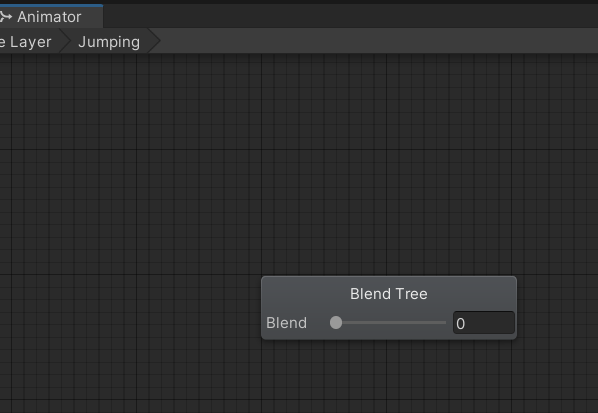 Animator
e Layer Jumping
Blend Tree
Blend 0